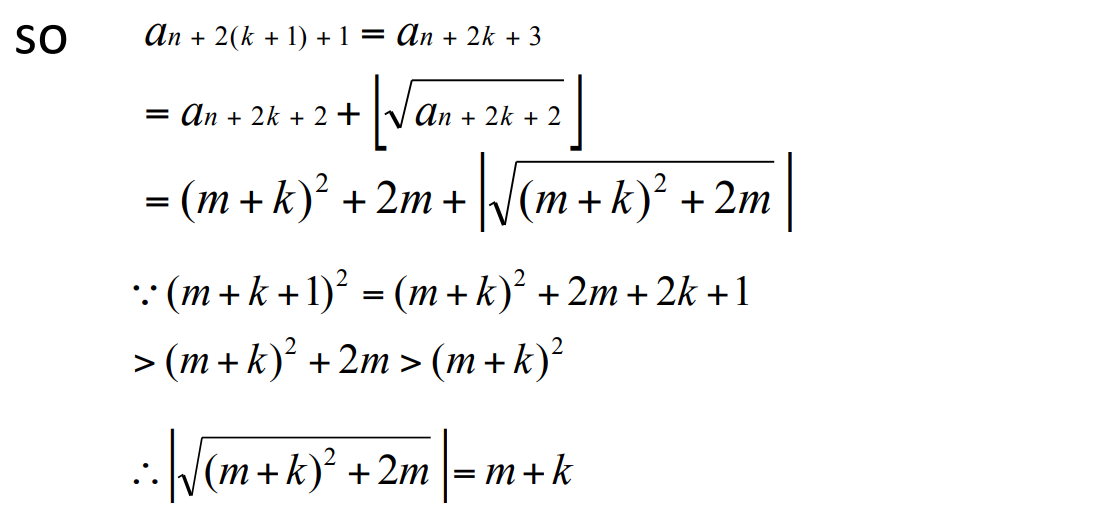 so a_{n + 2(k + 1) + 1} = a_{n + 2k + 3}
= a_{n + 2k + 2} + ⌊√(a_{n + 2k + 2})⌋
= (m + k)² + 2m + |√((m + k)² + 2m)|
∵ (m + k + 1)² = (m + k)² + 2m + 2k + 1
> (m + k)² + 2m > (m + k)²
∴ |√((m + k)² + 2m)| = m + k